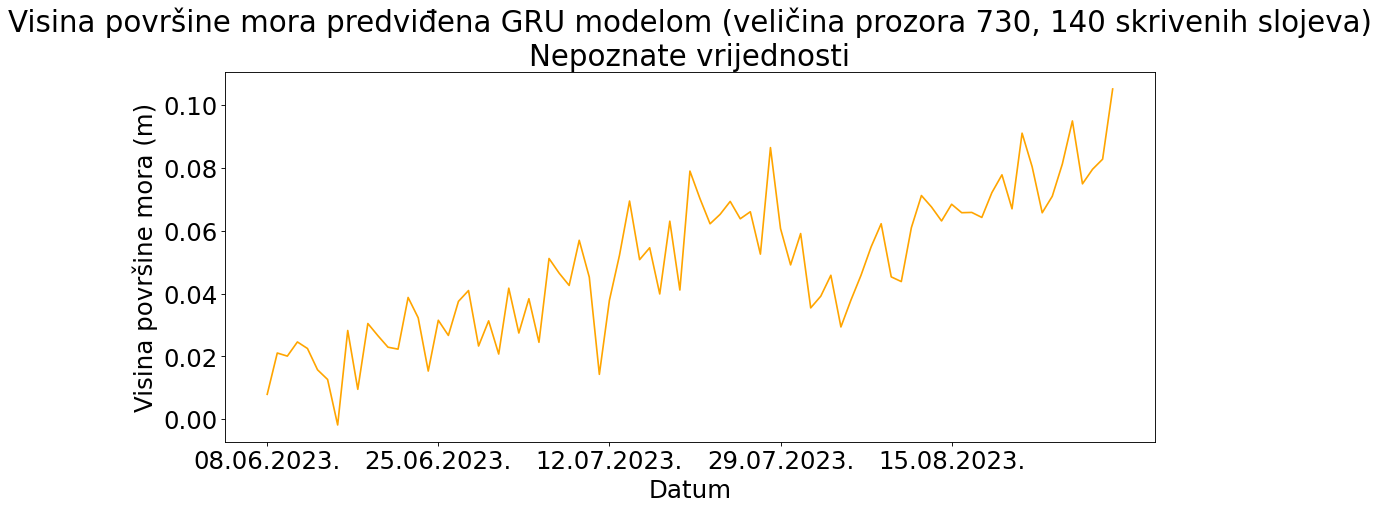 Visina površine mora predviđena GRU modelom (veličina prozora 730, 140 skrivenih slojeva)
Nepoznate vrijednosti
Visina površine mora (m)
0.10
0.08
0.06
0.04
0.02
0.00
08.06.2023. 25.06.2023. 12.07.2023. 29.07.2023. 15.08.2023.
Datum